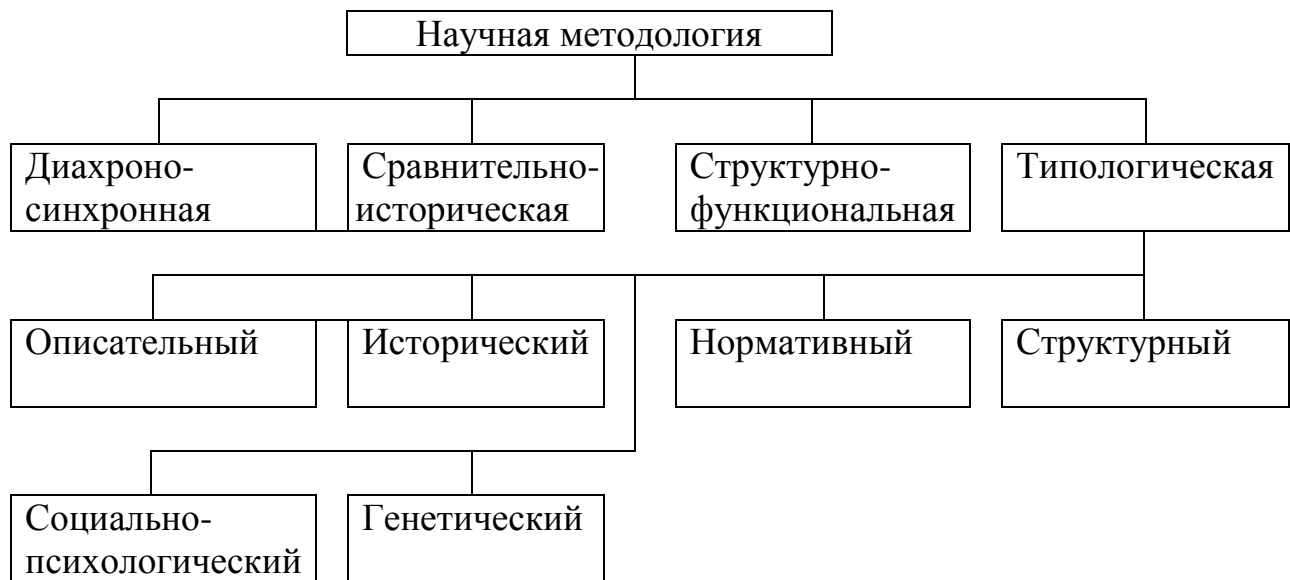 Научная методология
Диахроно-
синхронная
Сравнительно-
историческая
Структурно-
функциональная
Типологическая
Описательный
Исторический
Нормативный
Структурный
Социально-
психологический
Генетический